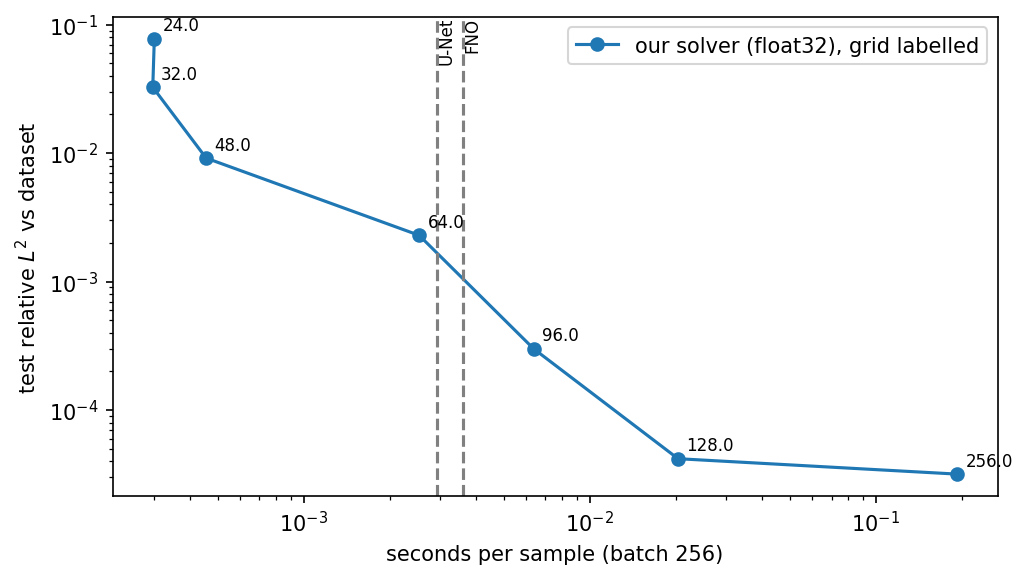 24.0
U-Net
FNO
our solver (float32), grid labelled
32.0
48.0
64.0
96.0
128.0
256.0
10⁻¹
10⁻²
10⁻³
10⁻⁴
test relative L² vs dataset
10⁻³
10⁻²
10⁻¹
seconds per sample (batch 256)